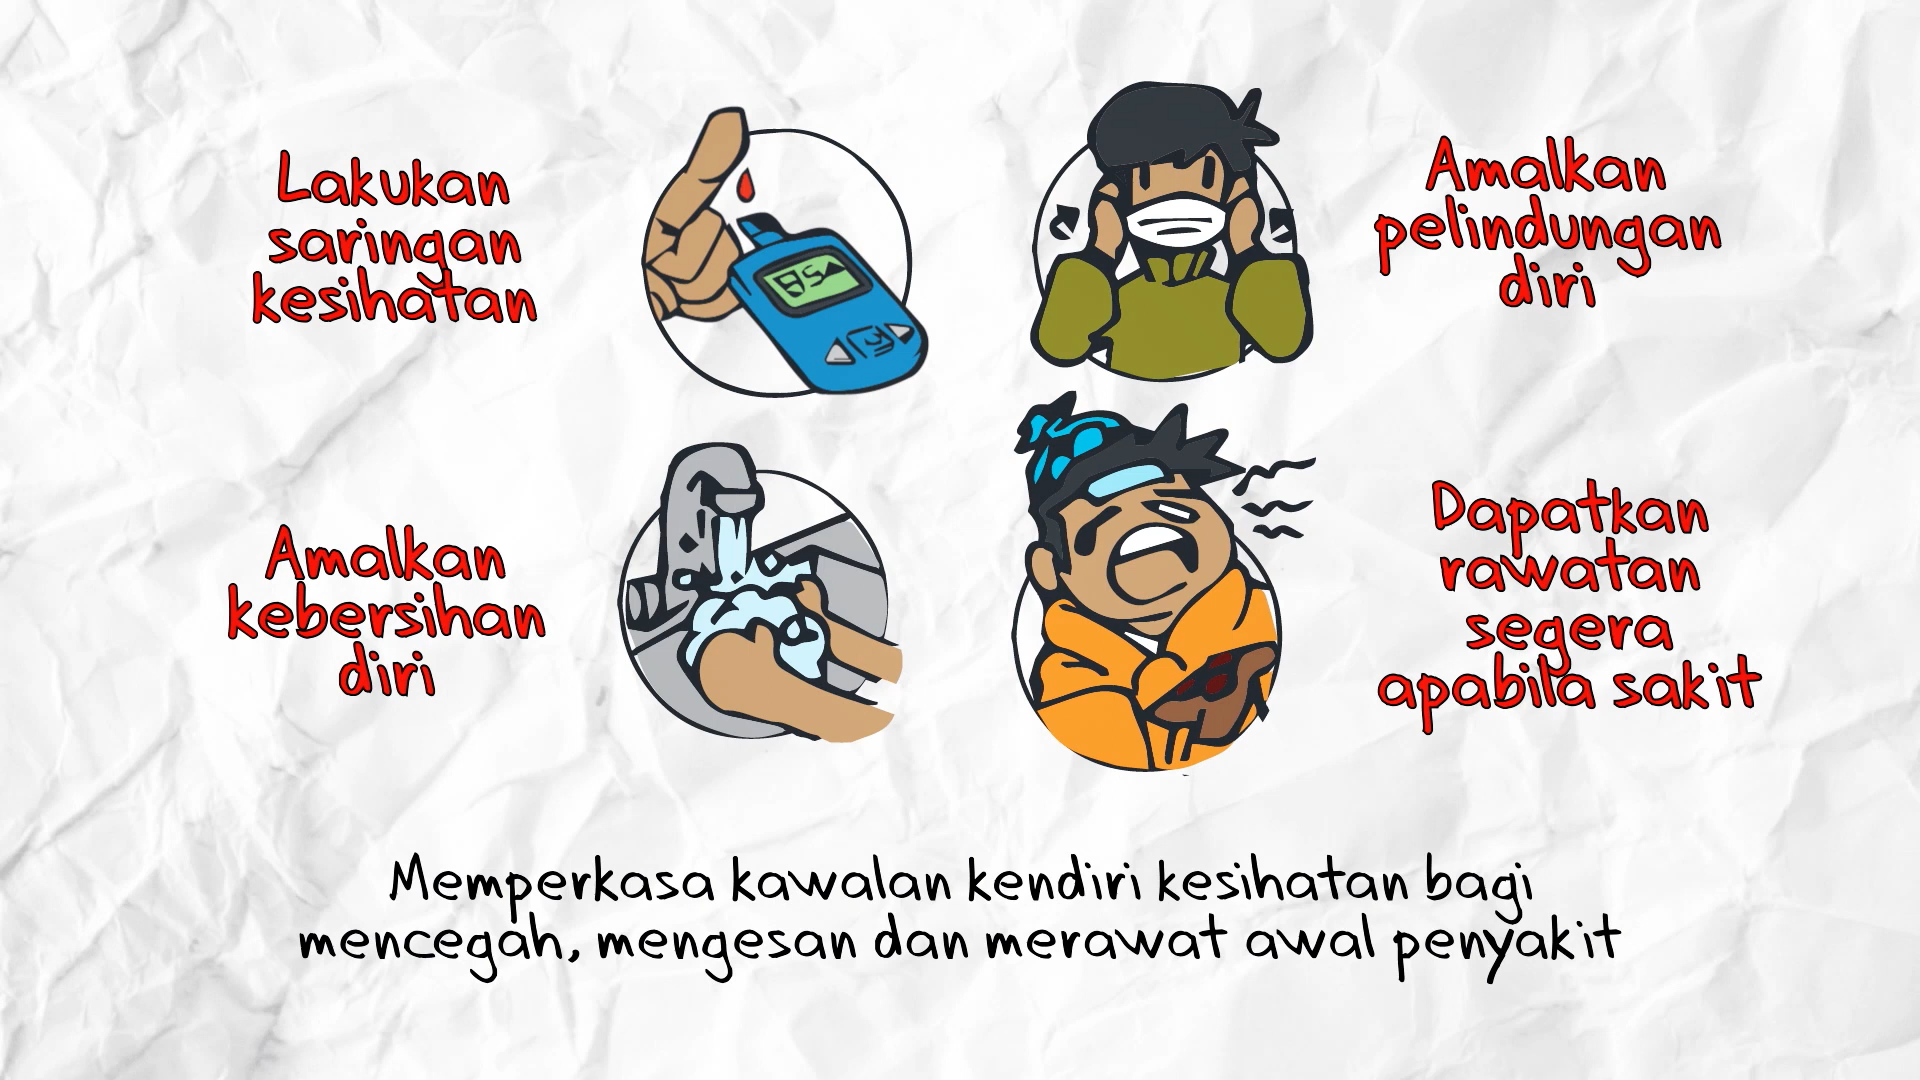 Lakukan
saringan
kesihatan
Amalkan
pelindungan
diri
Amalkan
kebersihan
diri
Dapatkan
rawatan
segera
apabila sakit
Memperkasa kawalan kendiri kesihatan bagi
mencegah, mengesan dan merawat awal penyakit